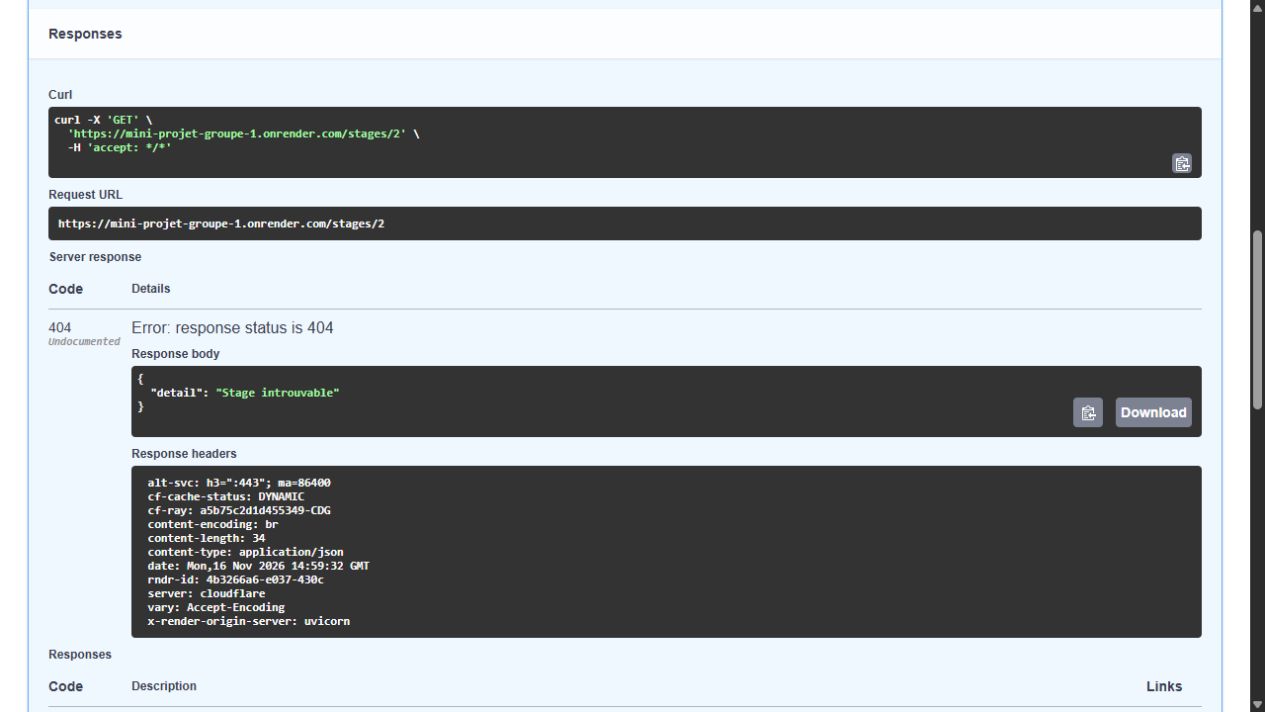 Responses
Curl
curl -X 'GET' \
'https://mini-projet-groupe-1.onrender.com/stages/2' \
-H 'accept: */*'
Request URL
https://mini-projet-groupe-1.onrender.com/stages/2
Server response
Code Details
404 Error: response status is 404
Undocumented
Response body
{
"detail": "Stage introuvable"
}
Download
Response headers
alt-svc: h3=":443"; ma=86400
cf-cache-status: DYNAMIC
cf-ray: a5b75c2d1d455349-CDG
content-encoding: br
content-length: 34
content-type: application/json
date: Mon,16 Nov 2026 14:59:32 GMT
rndr-id: 4b3266a6-e037-430c
server: cloudflare
vary: Accept-Encoding
x-render-origin-server: uvicorn
Responses
Code Description Links